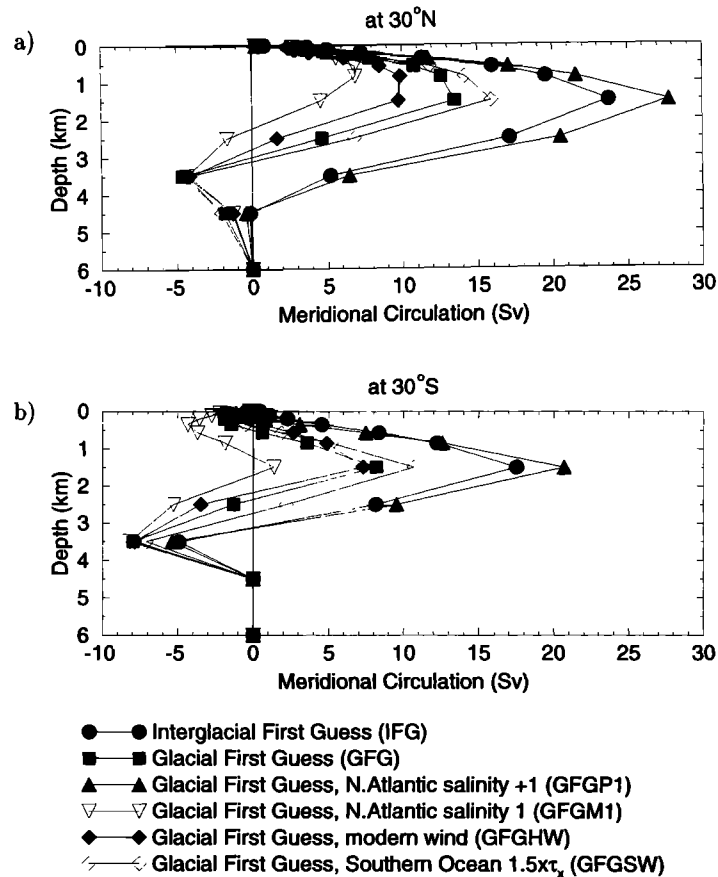 at 30°N
a)
0
1
2
3
4
5
6
Depth (km)
-10 -5 0 5 10 15 20 25 30
Meridional Circulation (Sv)
at 30°S
b)
0
1
2
3
4
5
6
Depth (km)
-10 -5 0 5 10 15 20 25 30
Meridional Circulation (Sv)
Interglacial First Guess (IFG)
Glacial First Guess (GFG)
Glacial First Guess, N.Atlantic salinity +1 (GFGP1)
Glacial First Guess, N.Atlantic salinity 1 (GFGM1)
Glacial First Guess, modern wind (GFGHW)
Glacial First Guess, Southern Ocean 1.5xτx (GFGSW)